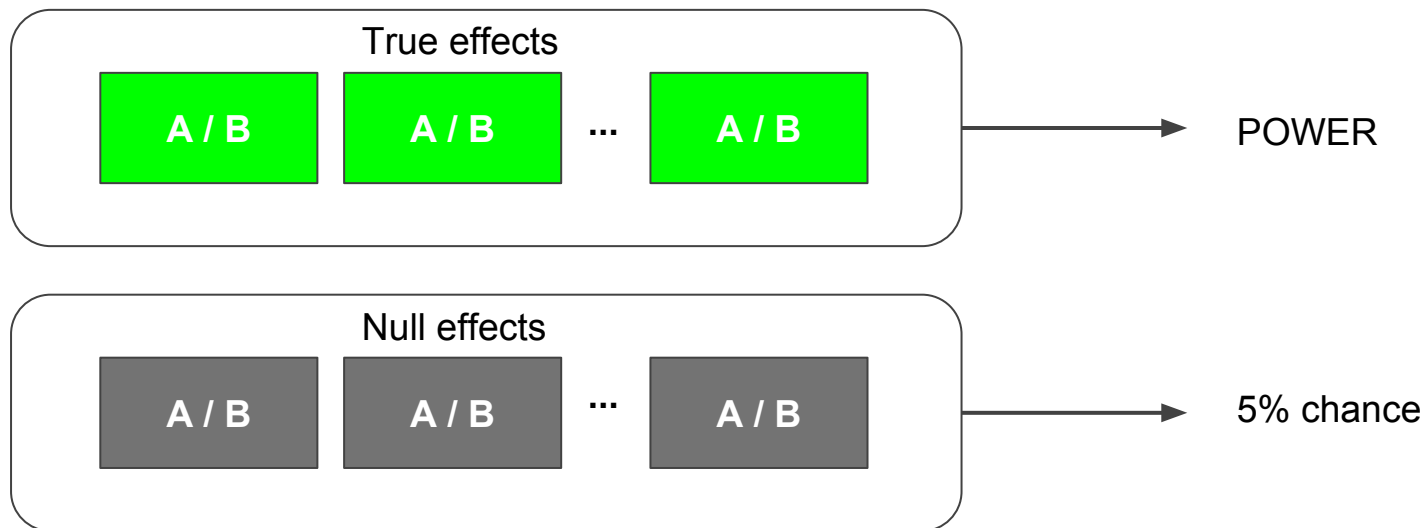 True effects
A / B A / B ... A / B
POWER
Null effects
A / B A / B ... A / B
5% chance